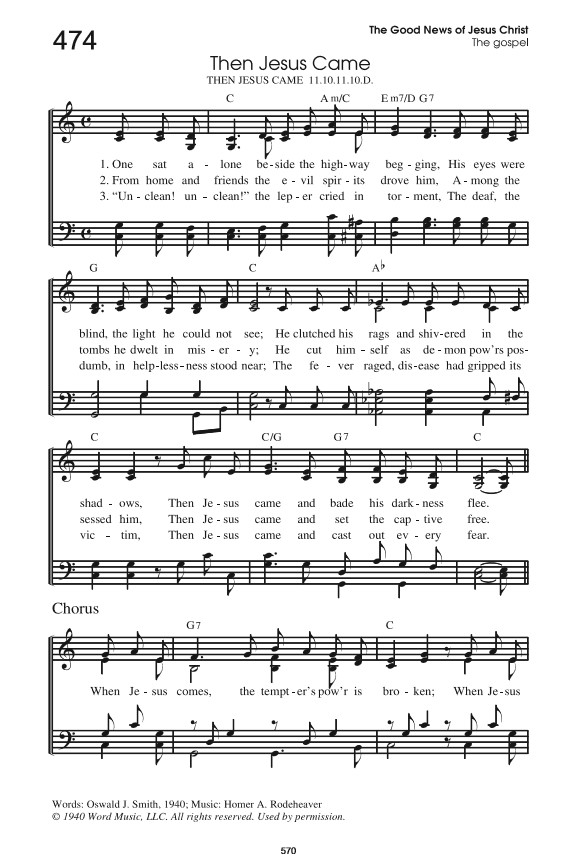 474
The Good News of Jesus Christ
The gospel
Then Jesus Came
THEN JESUS CAME 11.10.11.10.D.
C Am/C Em7/D G7
1. One sat a - lone be - side the high - way beg - ging, His eyes were
2. From home and friends the e - vil spir - its drove him, A - mong the
3. “Un - clean! un - clean!” the lep - er cried in tor - ment, The deaf, the
G C A♭
blind, the light he could not see; He clutched his rags and shiv - ered in the
tombs he dwelt in mis - er - y; He cut him - self as de - mon pow'rs pos-
dumb, in help - less - ness stood near; The fe - ver raged, dis - ease had gripped its
C C/G G7 C
shad - ows, Then Je - sus came and bade his dark - ness flee.
sessed him, Then Je - sus came and set the cap - tive free.
vic - tim, Then Je - sus came and cast out ev - ery fear.
Chorus
G7 C
When Je - sus comes, the tempt - er's pow'r is bro - ken; When Je - sus
Words: Oswald J. Smith, 1940; Music: Homer A. Rodeheaver
© 1940 Word Music, LLC. All rights reserved. Used by permission.
570